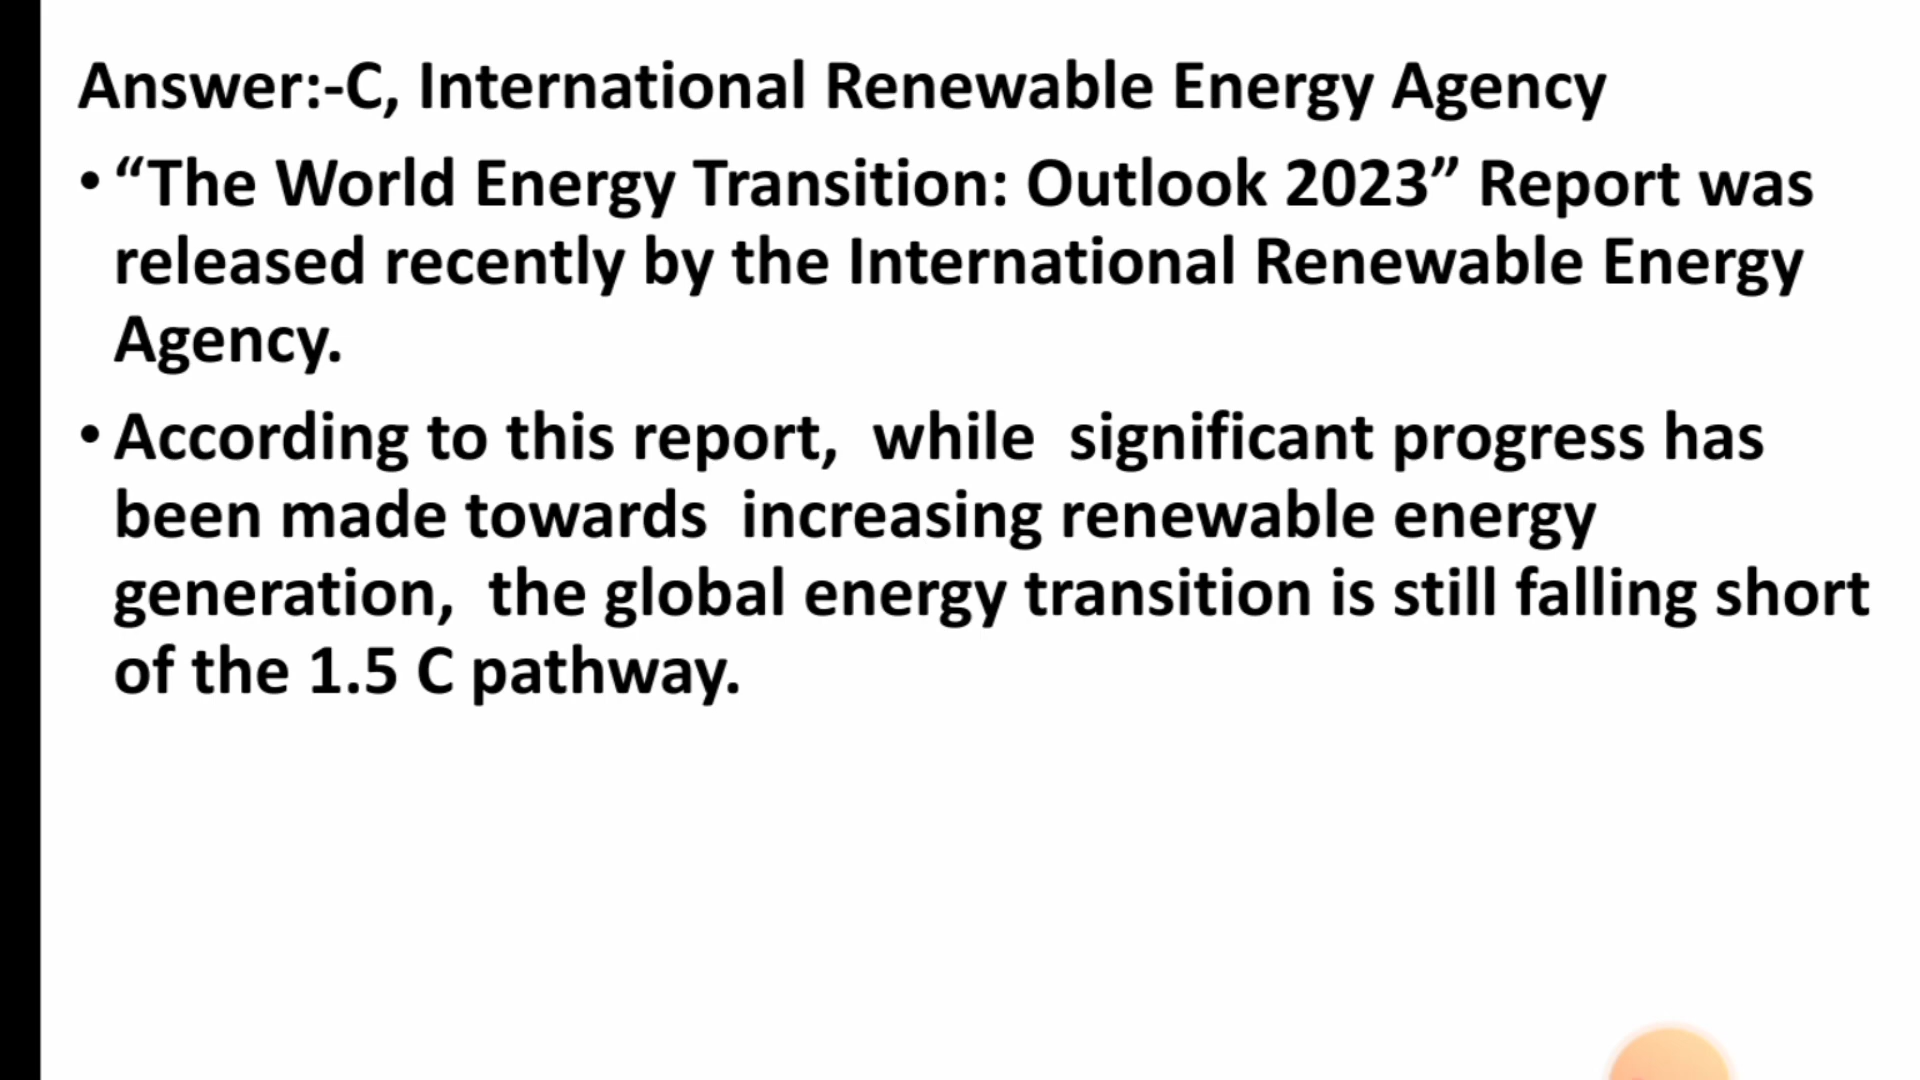 Answer:-C, International Renewable Energy Agency
• “The World Energy Transition: Outlook 2023” Report was
released recently by the International Renewable Energy
Agency.
• According to this report,  while  significant progress has
been made towards  increasing renewable energy
generation,  the global energy transition is still falling short
of the 1.5 C pathway.